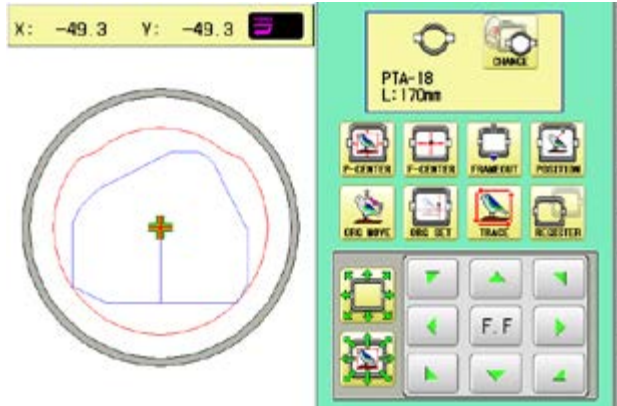 X: -49.3 Y: -49.3
CHANGE
PTA-18
L: 170mm
P-CENTER F-CENTER FRAMEOUT POSITION
ORG MOVE ORG SET TRACE REGISTER
F.F